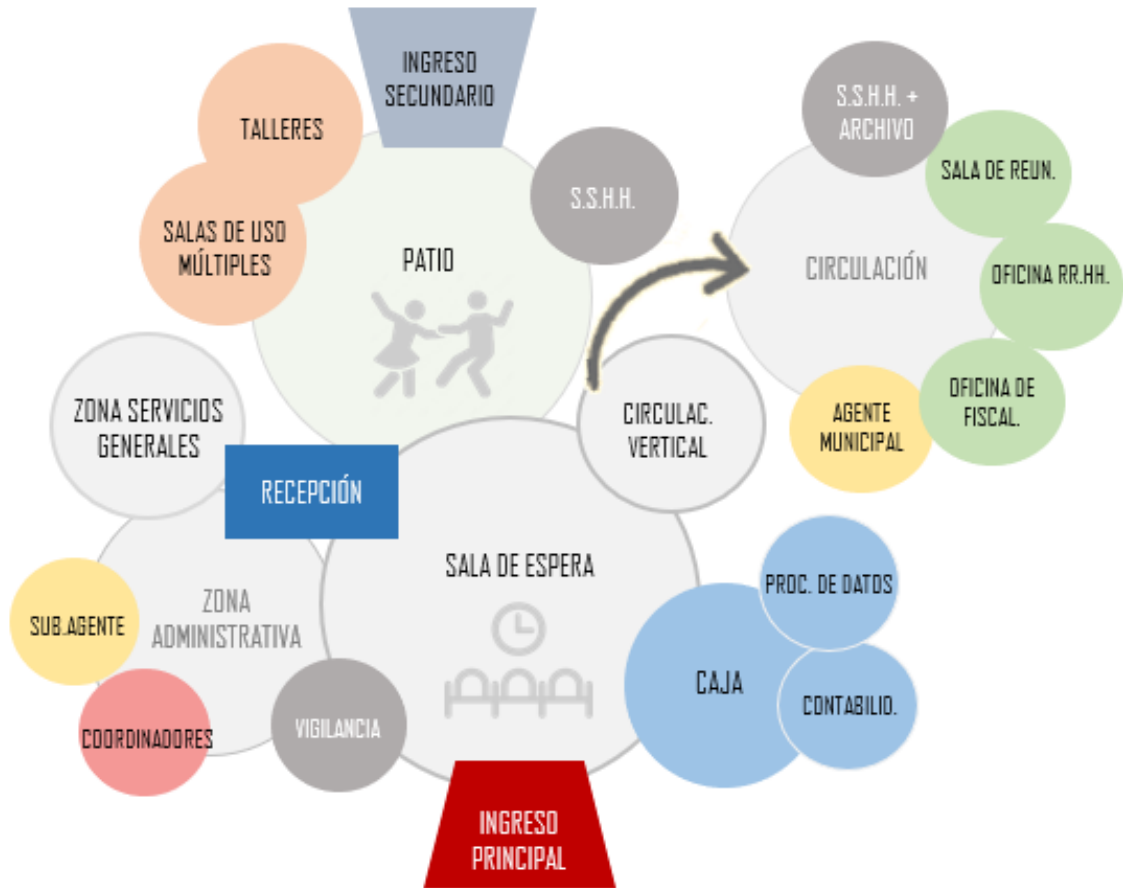 INGRESO
SECUNDARIO
S.S.H.H. +
ARCHIVO
TALLERES
SALA DE REUN.
S.S.H.H.
SALAS DE USO
MÚLTIPLES
PATIO
CIRCULACIÓN
OFICINA RR.HH.
ZONA SERVICIOS
GENERALES
CIRCULAC.
VERTICAL
AGENTE
MUNICIPAL
OFICINA DE
FISCAL.
RECEPCIÓN
SALA DE ESPERA
PROC. DE DATOS
SUB.AGENTE
ZONA
ADMINISTRATIVA
CAJA
CONTABILIO.
COORDINADORES
VIGILANCIA
INGRESO
PRINCIPAL